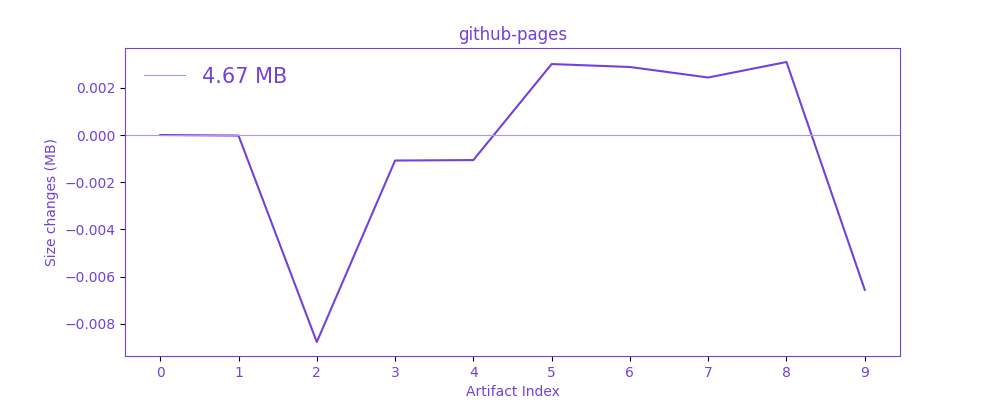 github-pages
4.67 MB
Size changes (MB)
0.002
0.000
−0.002
−0.004
−0.006
−0.008
0 1 2 3 4 5 6 7 8 9
Artifact Index